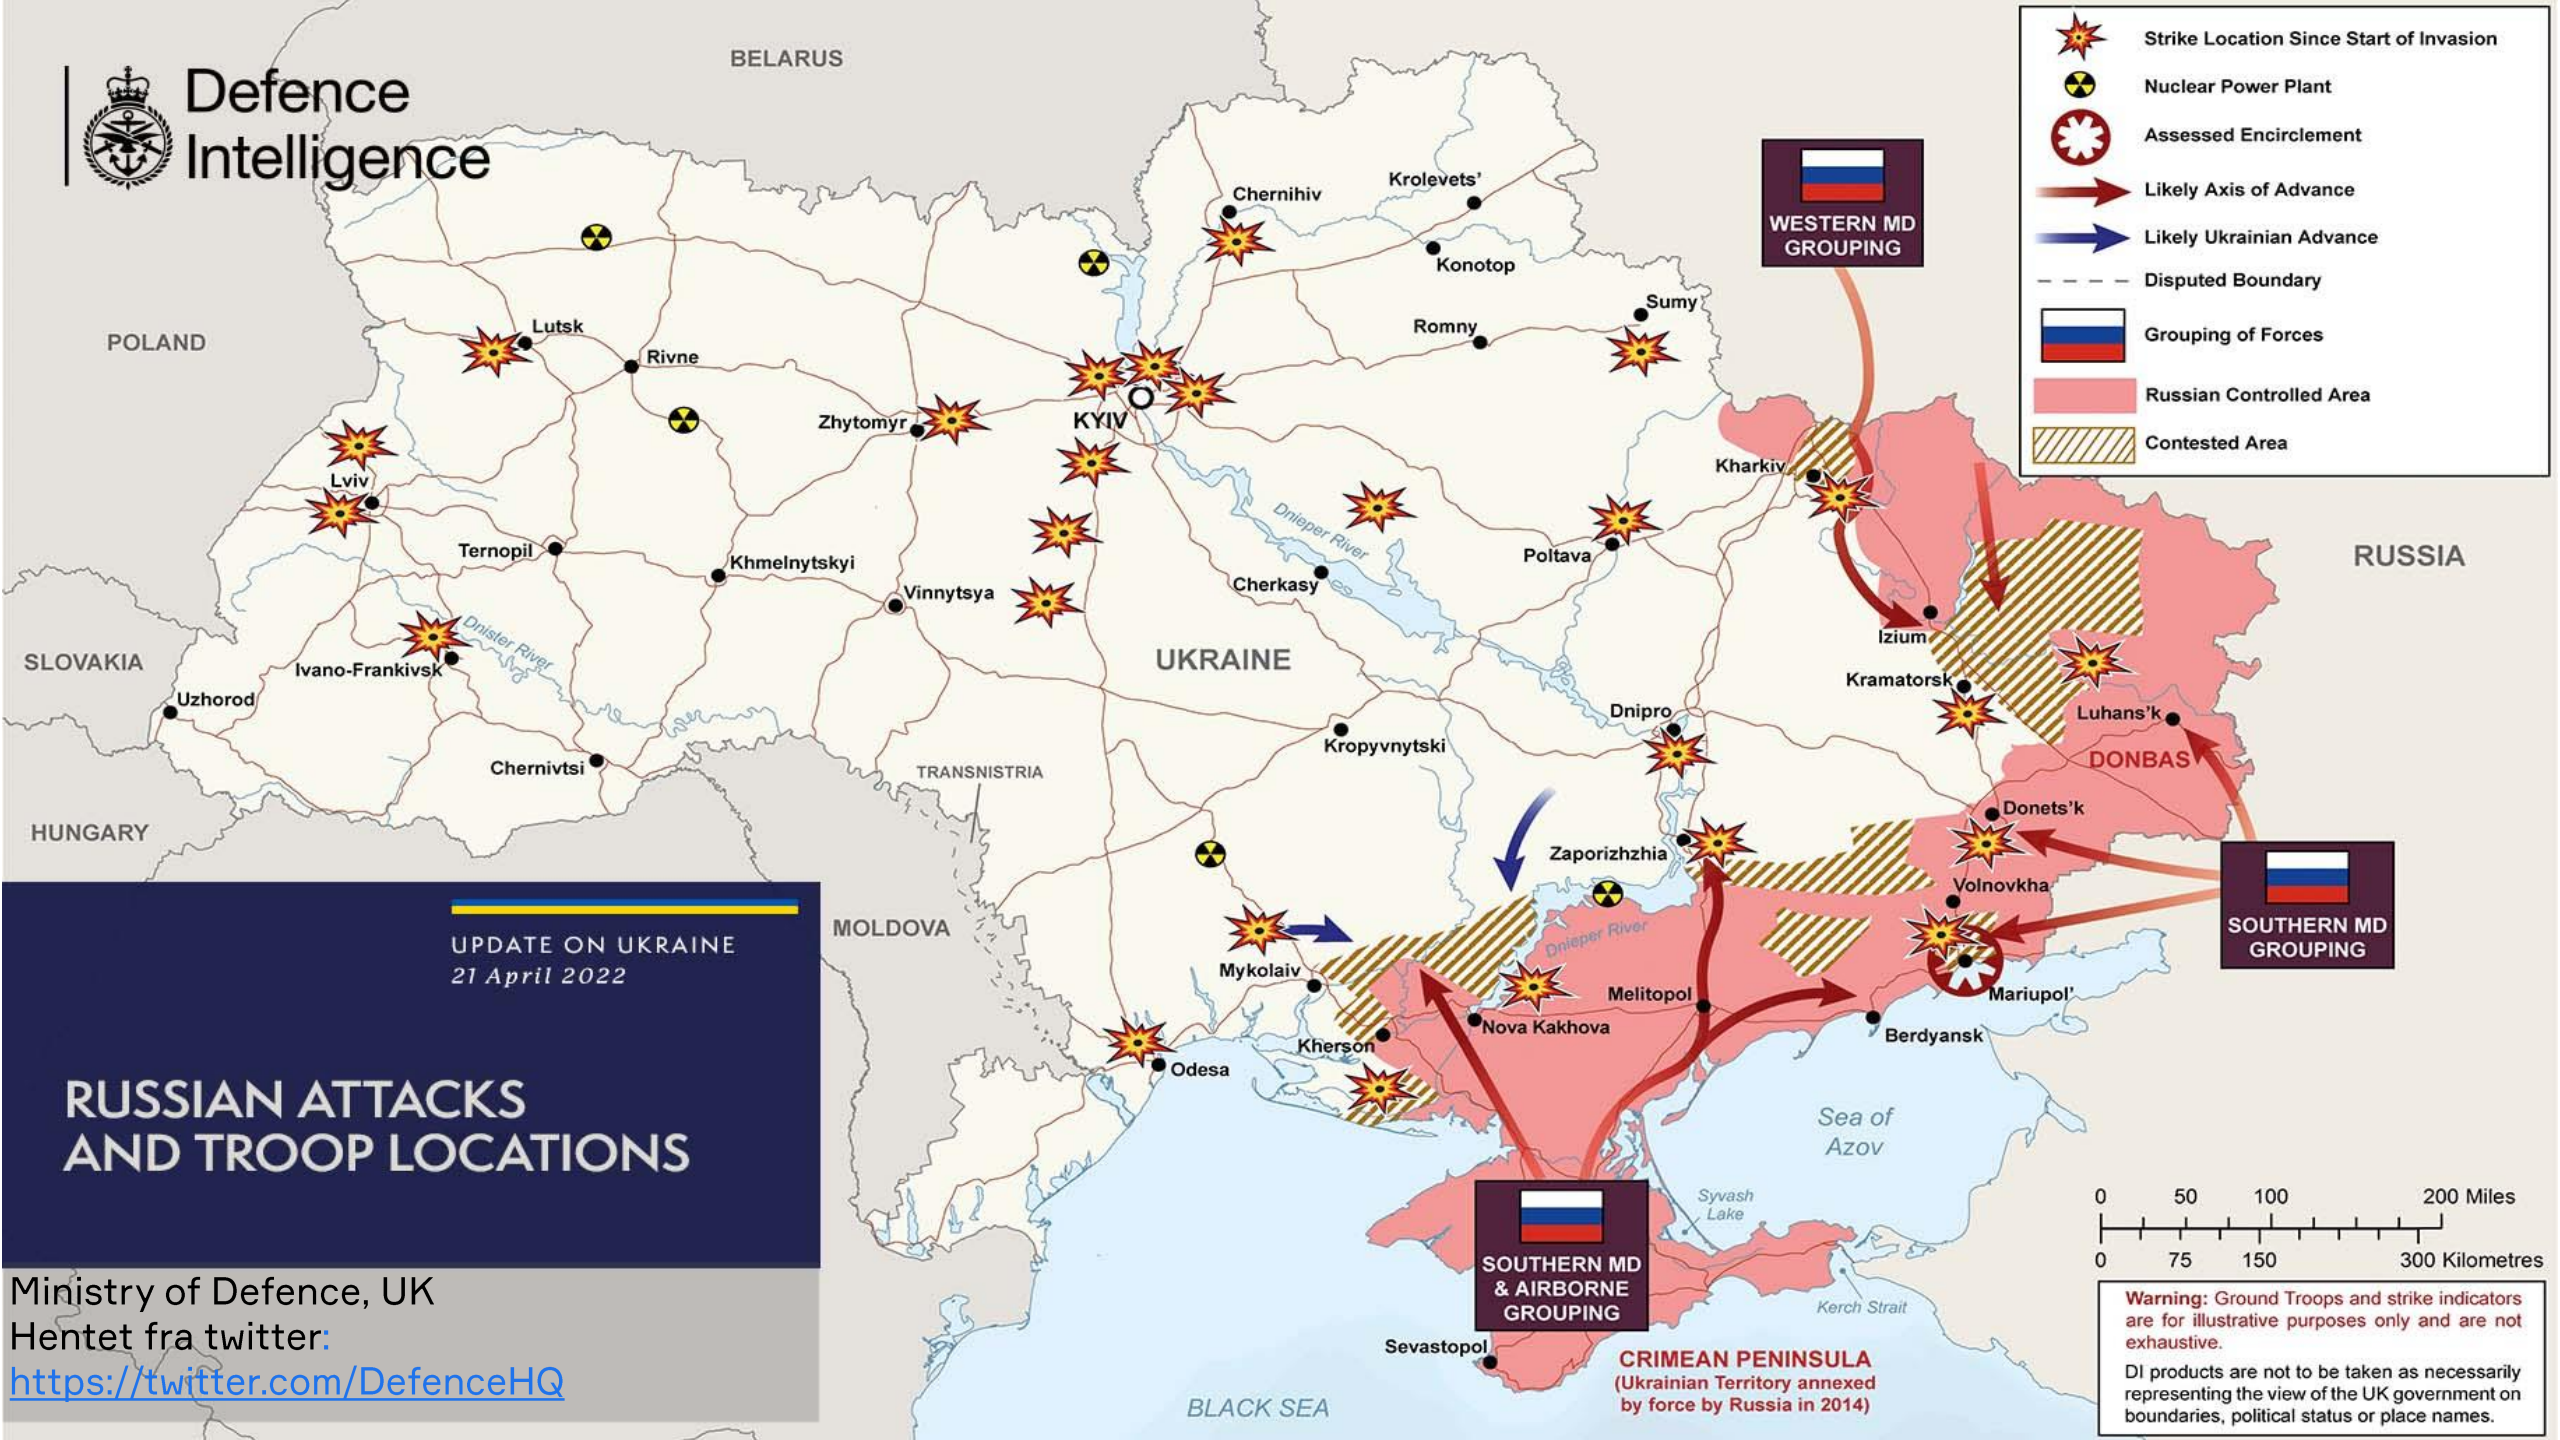 Defence
Intelligence
BELARUS
POLAND
SLOVAKIA
HUNGARY
MOLDOVA
TRANSNISTRIA
UKRAINE
RUSSIA
Chernihiv
Krolevets'
Konotop
Sumy
Romny
Lutsk
Rivne
Zhytomyr
KYIV
Lviv
Kharkiv
Ternopil
Khmelnytskyi
Vinnytsya
Dnieper River
Cherkasy
Poltava
Dnister River
Ivano-Frankivsk
Uzhorod
Izium
Kramatorsk
Luhans'k
DONBAS
Dnipro
Kropyvnytski
Chernivtsi
Donets'k
Zaporizhzhia
Volnovkha
Dnieper River
Mykolaiv
Melitopol
Mariupol'
Nova Kakhova
Kherson
Berdyansk
Odesa
Sea of
Azov
Syvash
Lake
Kerch Strait
Sevastopol
CRIMEAN PENINSULA
(Ukrainian Territory annexed
by force by Russia in 2014)
BLACK SEA
WESTERN MD
GROUPING
SOUTHERN MD
GROUPING
SOUTHERN MD
& AIRBORNE
GROUPING
Strike Location Since Start of Invasion
Nuclear Power Plant
Assessed Encirclement
Likely Axis of Advance
Likely Ukrainian Advance
Disputed Boundary
Grouping of Forces
Russian Controlled Area
Contested Area
UPDATE ON UKRAINE
21 April 2022
RUSSIAN ATTACKS
AND TROOP LOCATIONS
Ministry of Defence, UK
Hentet fra twitter:
https://twitter.com/DefenceHQ
0 50 100 200 Miles
0 75 150 300 Kilometres
Warning: Ground Troops and strike indicators
are for illustrative purposes only and are not
exhaustive.
DI products are not to be taken as necessarily
representing the view of the UK government on
boundaries, political status or place names.